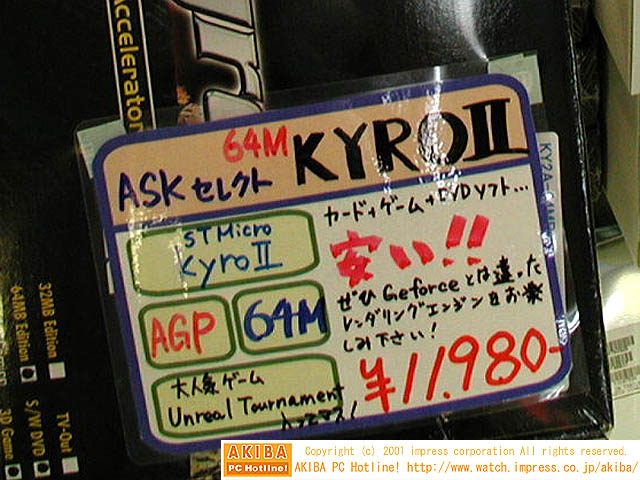 Accelerator
64M KYROⅡ
ASKセレクト
STMicro
KyroⅡ
AGP
64M
大人気ゲーム
Unreal Tournament
カード+ゲーム+DVDソフト...
安い!!
ぜひGeforceとは違った
レンダリングエンジンをお楽
しみ下さい!
¥11,980-
32MB Edition
64MB Edition
TV-Out
S/W DVD
3D Game
AKIBA
PC Hotline!
Copyright (c) 2001 impress corporation All rights reserved.
AKIBA PC Hotline! http://www.watch.impress.co.jp/akiba/